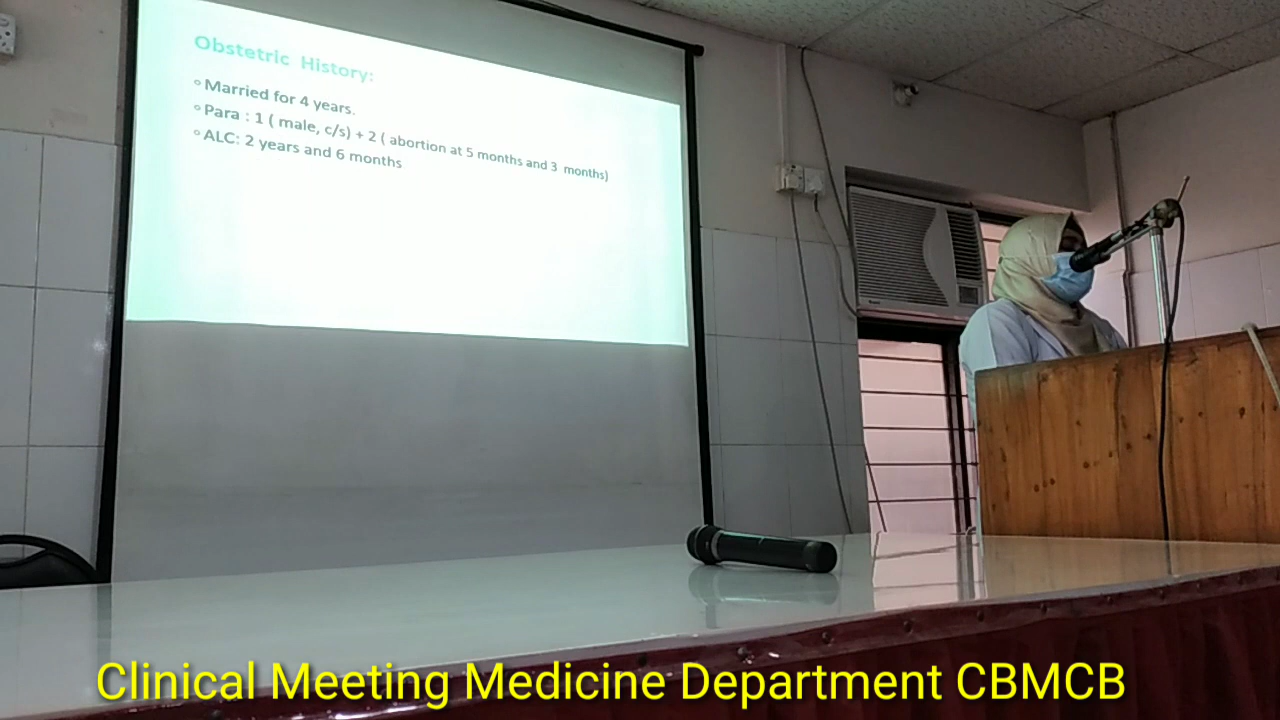 Obstetric History:
Married for 4 years.
Para : 1 ( male, c/s) + 2 ( abortion at 5 months and 3 months)
ALC: 2 years and 6 months
Clinical Meeting Medicine Department CBMCB